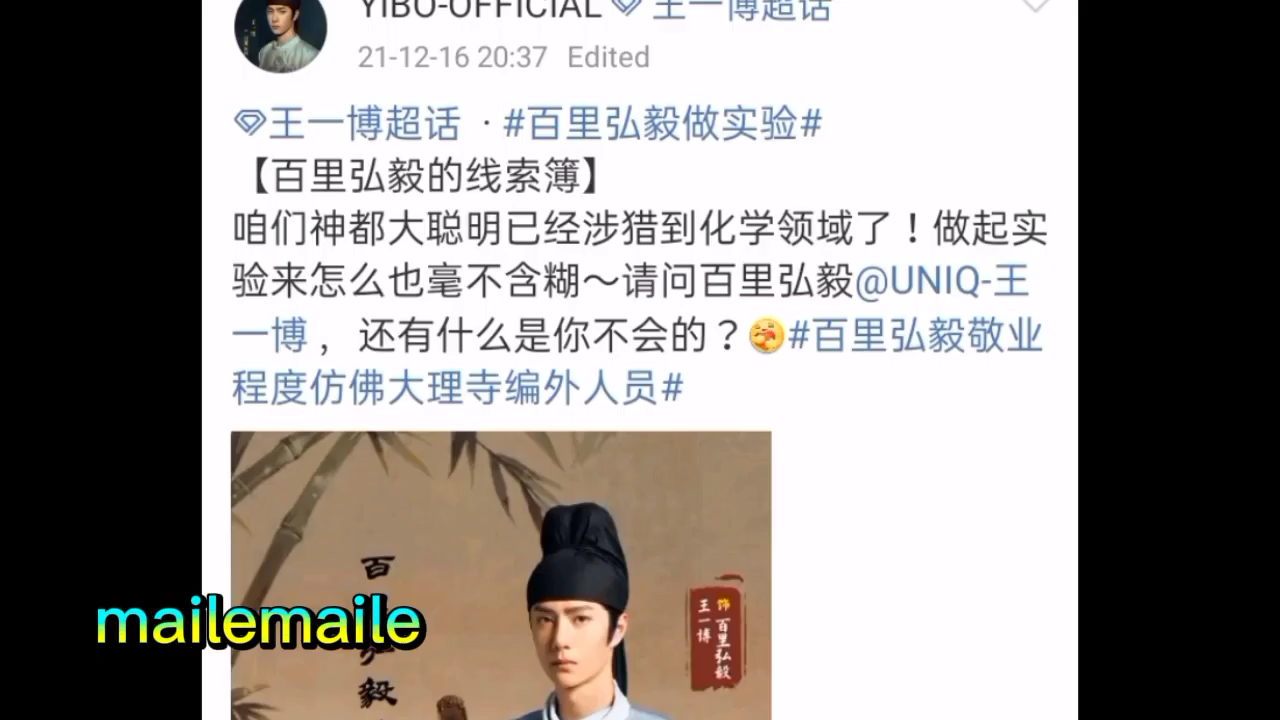 YIBO-OFFICIAL 王一博超话
21-12-16 20:37 Edited
王一博超话 · #百里弘毅做实验#
【百里弘毅的线索簿】
咱们神都大聪明已经涉猎到化学领域了！做起实
验来怎么也毫不含糊～请问百里弘毅@UNIQ-王
一博， 还有什么是你不会的？#百里弘毅敬业
程度仿佛大理寺编外人员#
百
毅
饰 百里弘毅
王一博
mailemaile